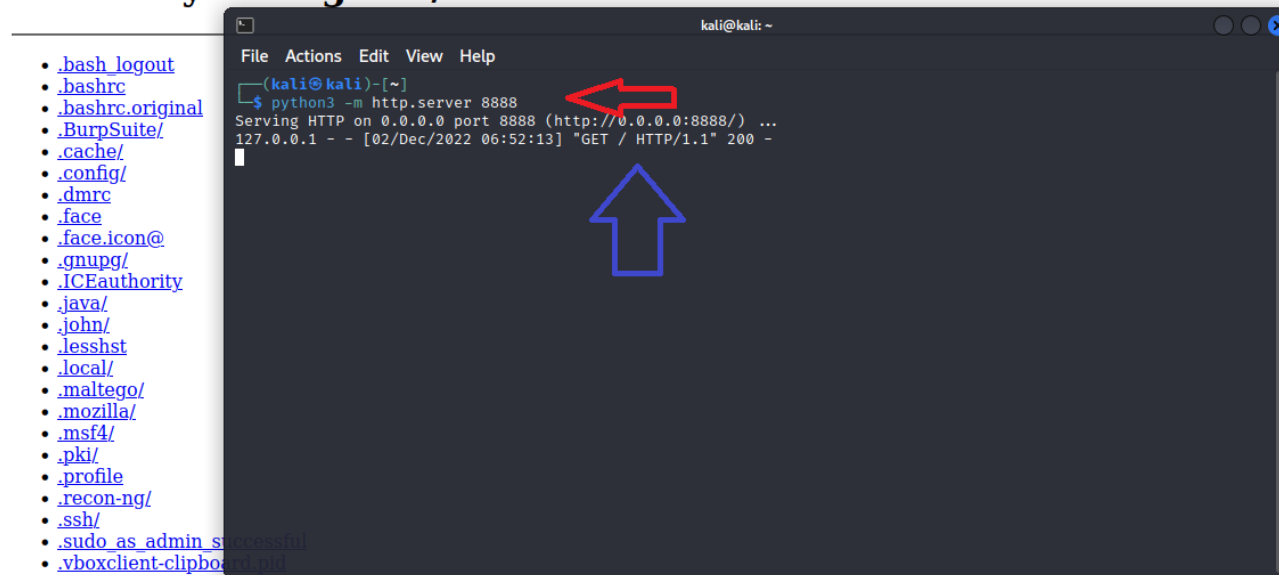 .bash_logout
.bashrc
.bashrc.original
.BurpSuite/
.cache/
.config/
.dmrc
.face
.face.icon@
.gnupg/
.ICEauthority
.java/
.john/
.lesshst
.local/
.maltego/
.mozilla/
.msf4/
.pki/
.profile
.recon-ng/
.ssh/
.sudo_as_admin_successful
.vboxclient-clipboard.pid
kali@kali: ~
File Actions Edit View Help
┌──(kali㉿kali)-[~]
└─$ python3 -m http.server 8888
Serving HTTP on 0.0.0.0 port 8888 (http://0.0.0.0:8888/) ...
127.0.0.1 - - [02/Dec/2022 06:52:13] "GET / HTTP/1.1" 200 -